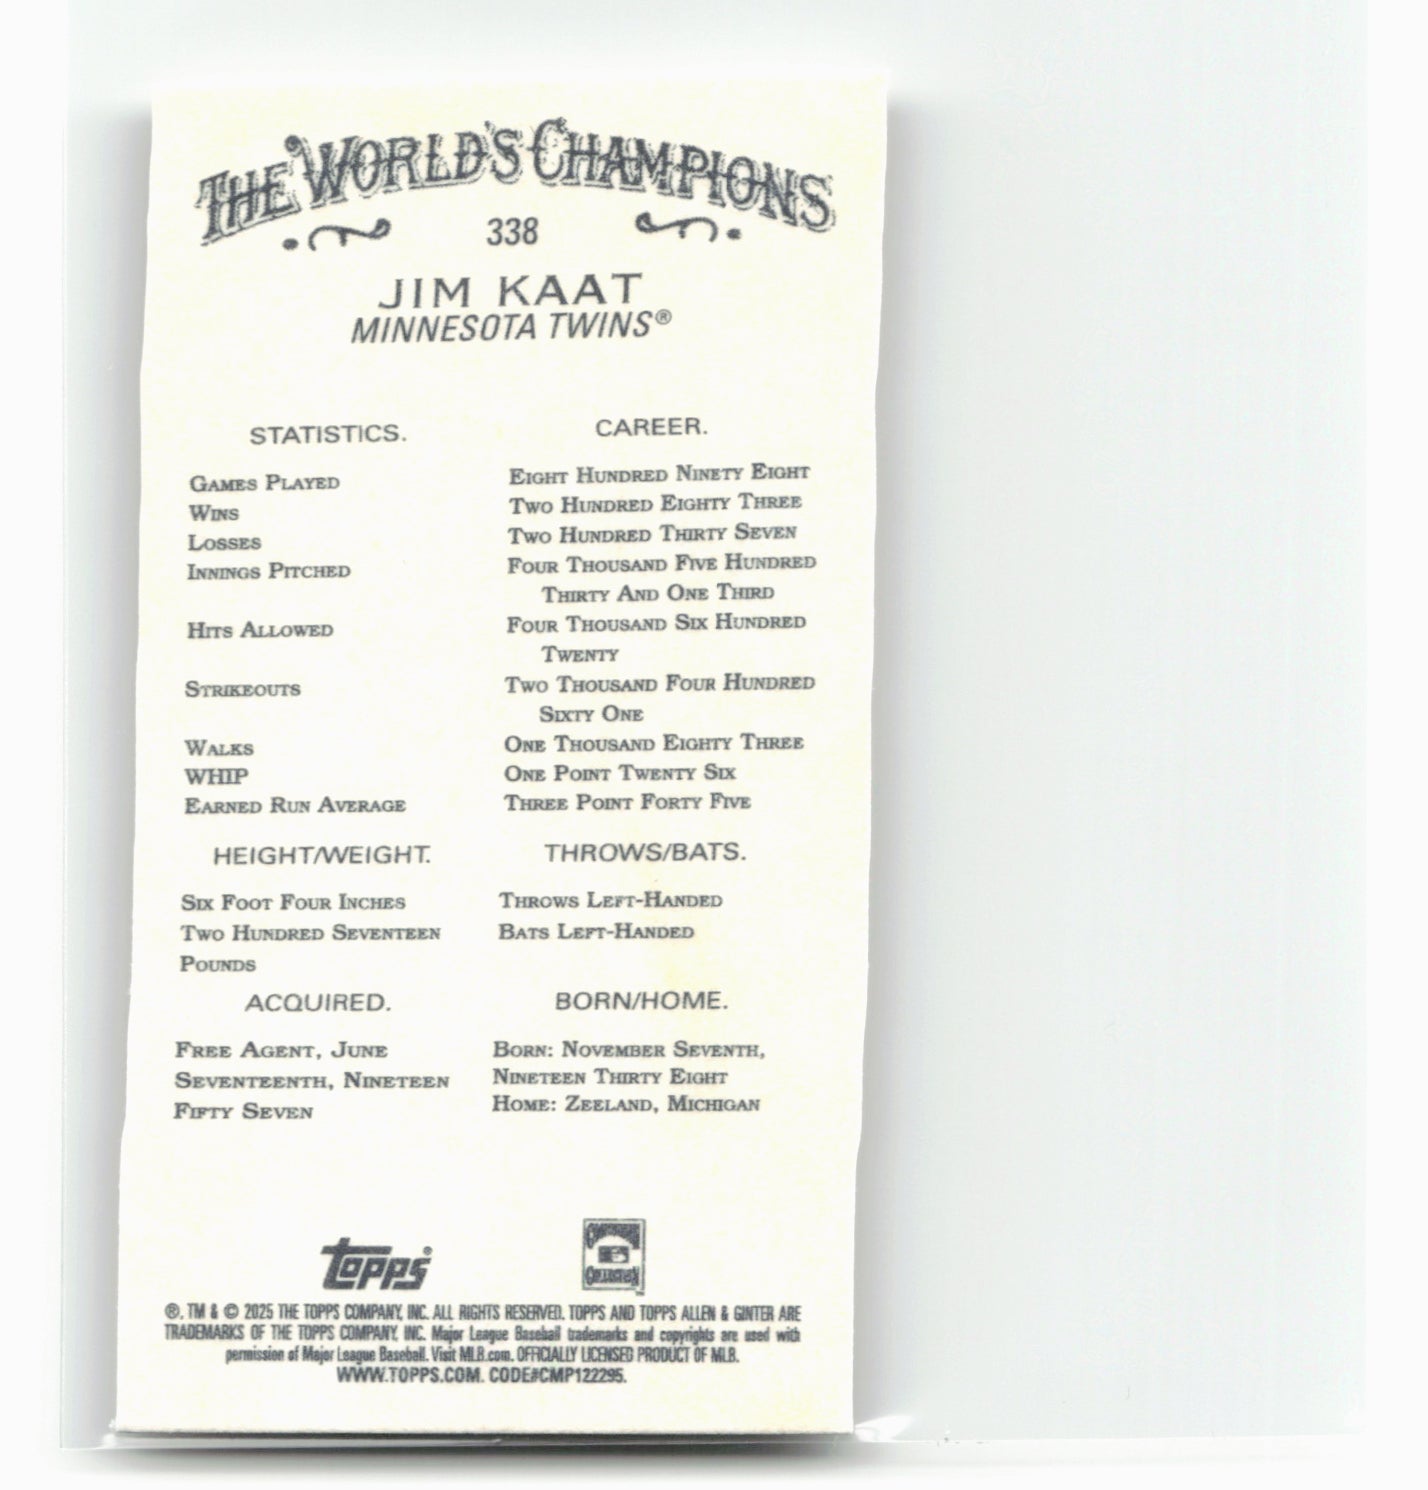 THE WORLD'S CHAMPIONS
338
JIM KAAT
MINNESOTA TWINS®
STATISTICS. CAREER.
GAMES PLAYED EIGHT HUNDRED NINETY EIGHT
WINS TWO HUNDRED EIGHTY THREE
LOSSES TWO HUNDRED THIRTY SEVEN
INNINGS PITCHED FOUR THOUSAND FIVE HUNDRED
THIRTY AND ONE THIRD
HITS ALLOWED FOUR THOUSAND SIX HUNDRED
TWENTY
STRIKEOUTS TWO THOUSAND FOUR HUNDRED
SIXTY ONE
WALKS ONE THOUSAND EIGHTY THREE
WHIP ONE POINT TWENTY SIX
EARNED RUN AVERAGE THREE POINT FORTY FIVE
HEIGHT/WEIGHT. THROWS/BATS.
SIX FOOT FOUR INCHES THROWS LEFT-HANDED
TWO HUNDRED SEVENTEEN BATS LEFT-HANDED
POUNDS
ACQUIRED. BORN/HOME.
FREE AGENT, JUNE BORN: NOVEMBER SEVENTH,
SEVENTEENTH, NINETEEN NINETEEN THIRTY EIGHT
FIFTY SEVEN HOME: ZEELAND, MICHIGAN
Topps
COOPERSTOWN
COLLECTION
®, TM & © 2025 THE TOPPS COMPANY, INC. ALL RIGHTS RESERVED. TOPPS AND TOPPS ALLEN & GINTER ARE
TRADEMARKS OF THE TOPPS COMPANY, INC. Major League Baseball trademarks and copyrights are used with
permission of Major League Baseball. Visit MLB.com. OFFICIALLY LICENSED PRODUCT OF MLB.
WWW.TOPPS.COM. CODE#CMP122295.